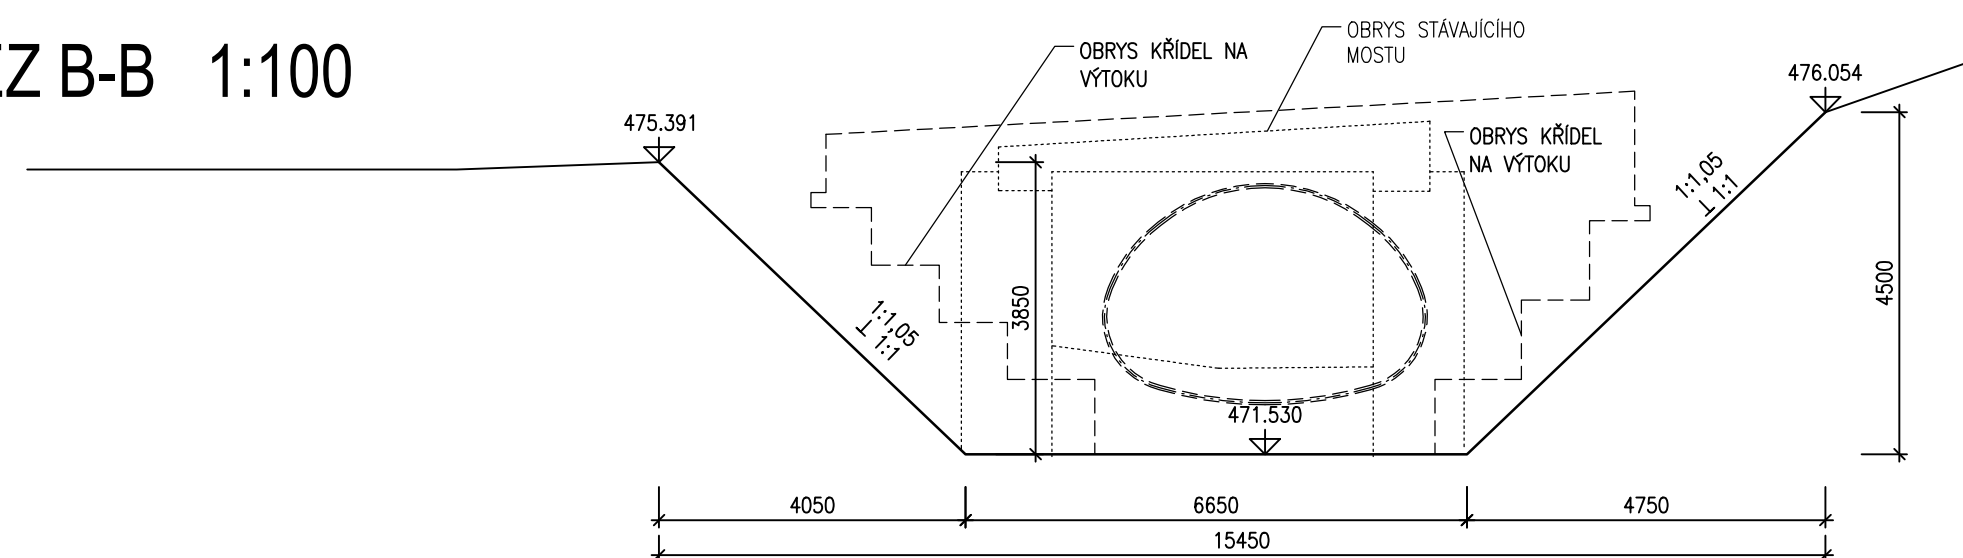 B-B 1:100
OBRYS STÁVAJÍCÍHO
MOSTU
OBRYS KŘÍDEL NA
VÝTOKU
476.054
475.391
OBRYS KŘÍDEL
NA VÝTOKU
1:1,05
1:1
3850
4500
1:1,05
1:1
471.530
4050
6650
4750
15450